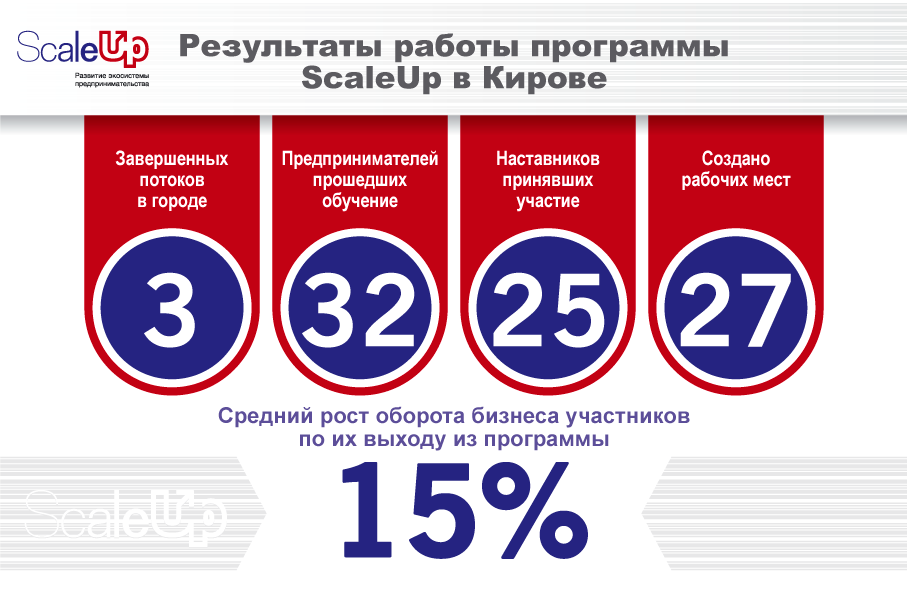 ScaleUp
Развитие экосистемы
предпринимательства
Результаты работы программы
ScaleUp в Кирове
Завершенных
потоков
в городе
3
Предпринимателей
прошедших
обучение
32
Наставников
принявших
участие
25
Создано
рабочих мест
27
Средний рост оборота бизнеса участников
по их выходу из программы
15%
ScaleUp